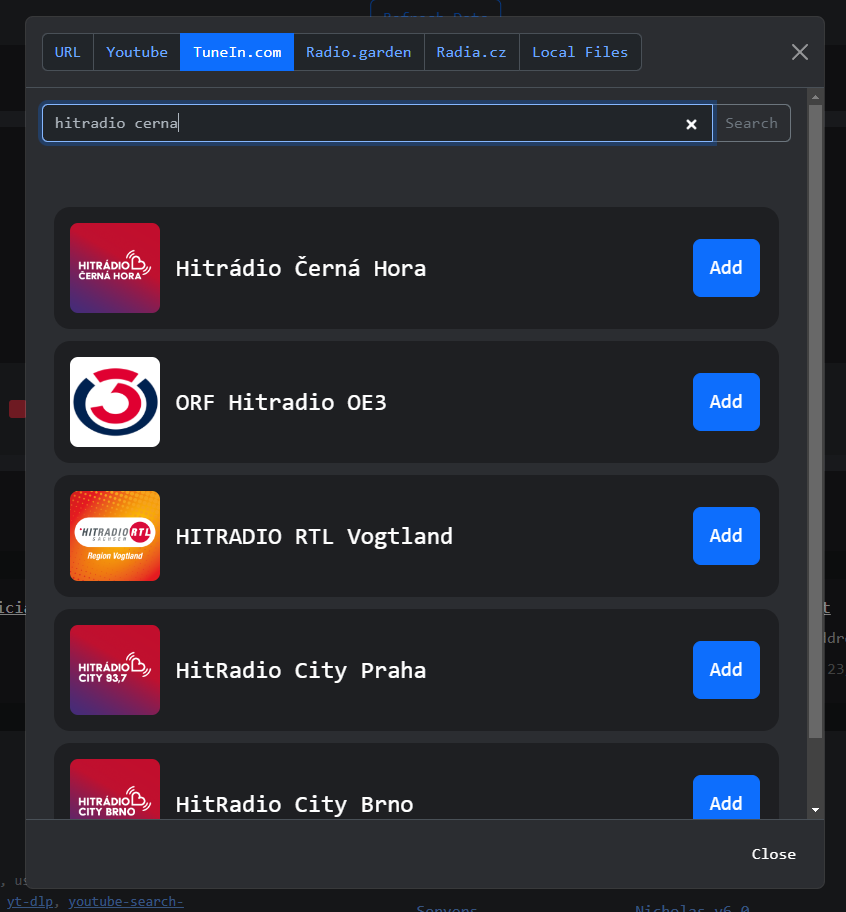 Refresh Data
URL
Youtube
TuneIn.com
Radio.garden
Radia.cz
Local Files
hitradio cerna
Search
HITRÁDIO
ČERNÁ HORA
Hitrádio Černá Hora
Add
3
ORF Hitradio OE3
Add
HITRADIO RTL
SACHSEN
Region Vogtland
HITRADIO RTL Vogtland
Add
HITRÁDIO
CITY 93,7
HitRadio City Praha
Add
HITRÁDIO
CITY BRNO
HitRadio City Brno
Add
Close
yt-dlp, youtube-search-
Servers
Nicholas v6.0